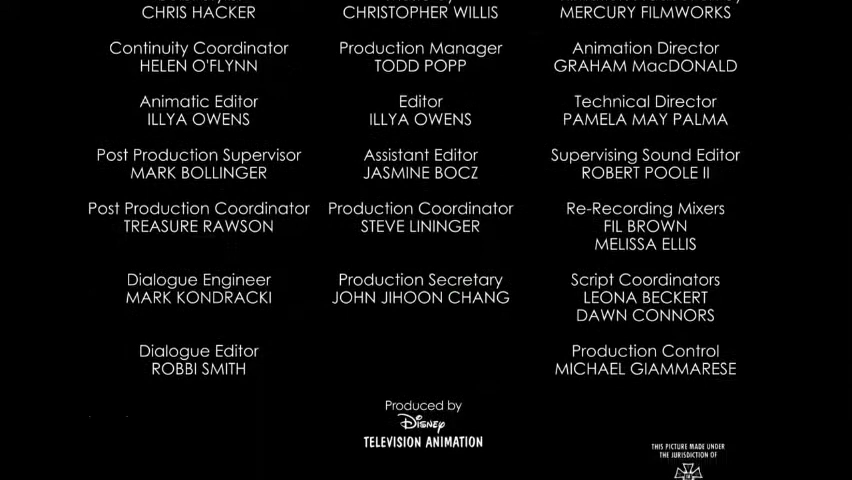 CHRIS HACKER
CHRISTOPHER WILLIS
MERCURY FILMWORKS
Continuity Coordinator
HELEN O'FLYNN
Production Manager
TODD POPP
Animation Director
GRAHAM MacDONALD
Animatic Editor
ILLYA OWENS
Editor
ILLYA OWENS
Technical Director
PAMELA MAY PALMA
Post Production Supervisor
MARK BOLLINGER
Assistant Editor
JASMINE BOCZ
Supervising Sound Editor
ROBERT POOLE II
Post Production Coordinator
TREASURE RAWSON
Production Coordinator
STEVE LININGER
Re-Recording Mixers
FIL BROWN
MELISSA ELLIS
Dialogue Engineer
MARK KONDRACKI
Production Secretary
JOHN JIHOON CHANG
Script Coordinators
LEONA BECKERT
DAWN CONNORS
Dialogue Editor
ROBBI SMITH
Production Control
MICHAEL GIAMMARESE
Produced by
Disney
TELEVISION ANIMATION
THIS PICTURE MADE UNDER
THE JURISDICTION OF